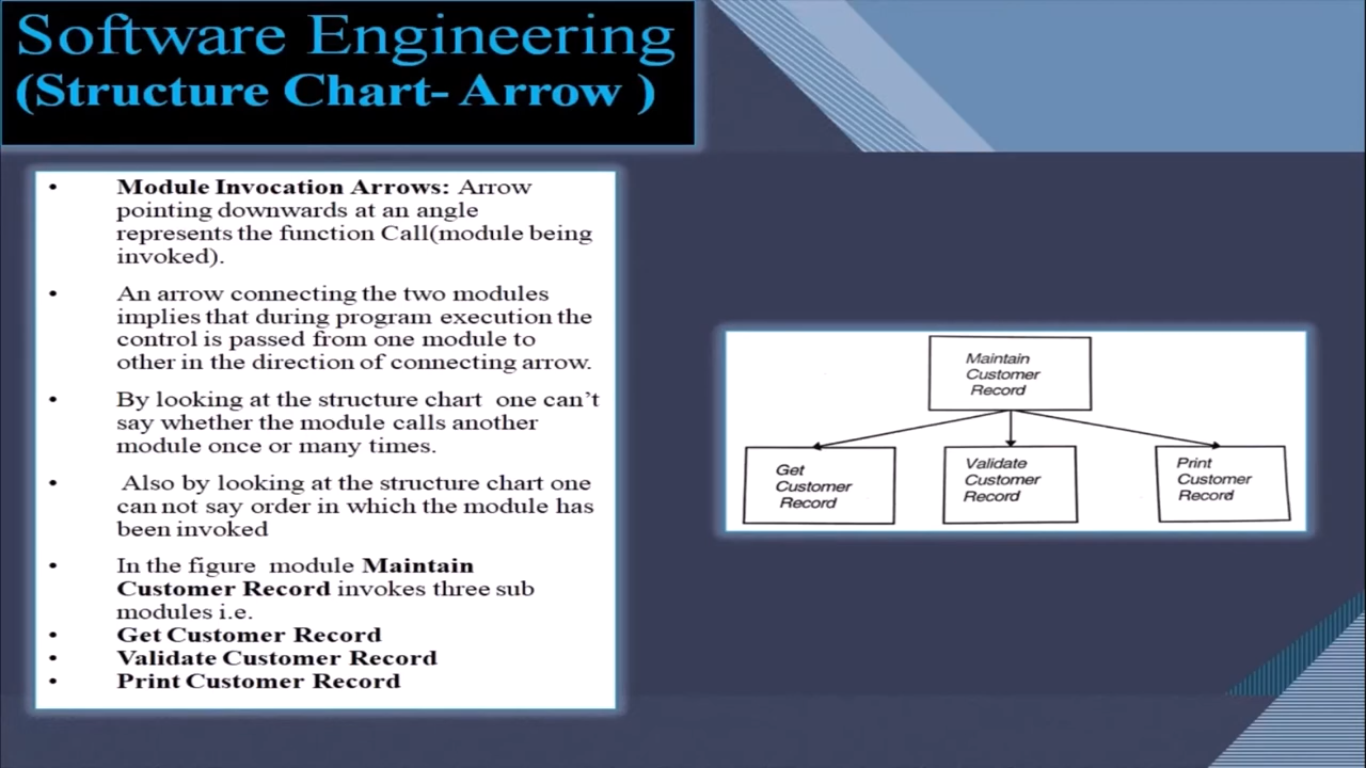 Software Engineering
(Structure Chart- Arrow )
• Module Invocation Arrows: Arrow
pointing downwards at an angle
represents the function Call(module being
invoked).
• An arrow connecting the two modules
implies that during program execution the
control is passed from one module to
other in the direction of connecting arrow.
• By looking at the structure chart one can't
say whether the module calls another
module once or many times.
• Also by looking at the structure chart one
can not say order in which the module has
been invoked
• In the figure module Maintain
Customer Record invokes three sub
modules i.e.
• Get Customer Record
• Validate Customer Record
• Print Customer Record
Maintain
Customer
Record
Get
Customer
Record
Validate
Customer
Record
Print
Customer
Record